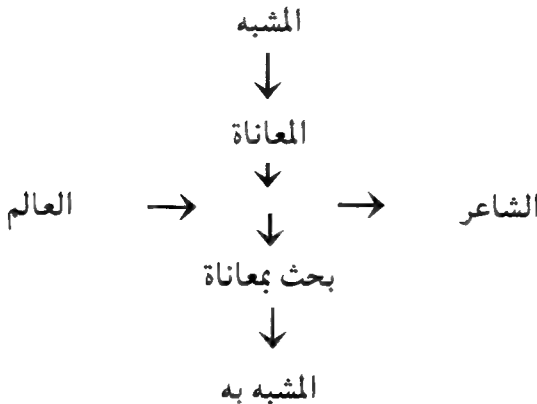 المشبه
↓
المعاناة
↓
الشاعر ← → العالم →
↓
بحث بمعاناة
↓
المشبه به